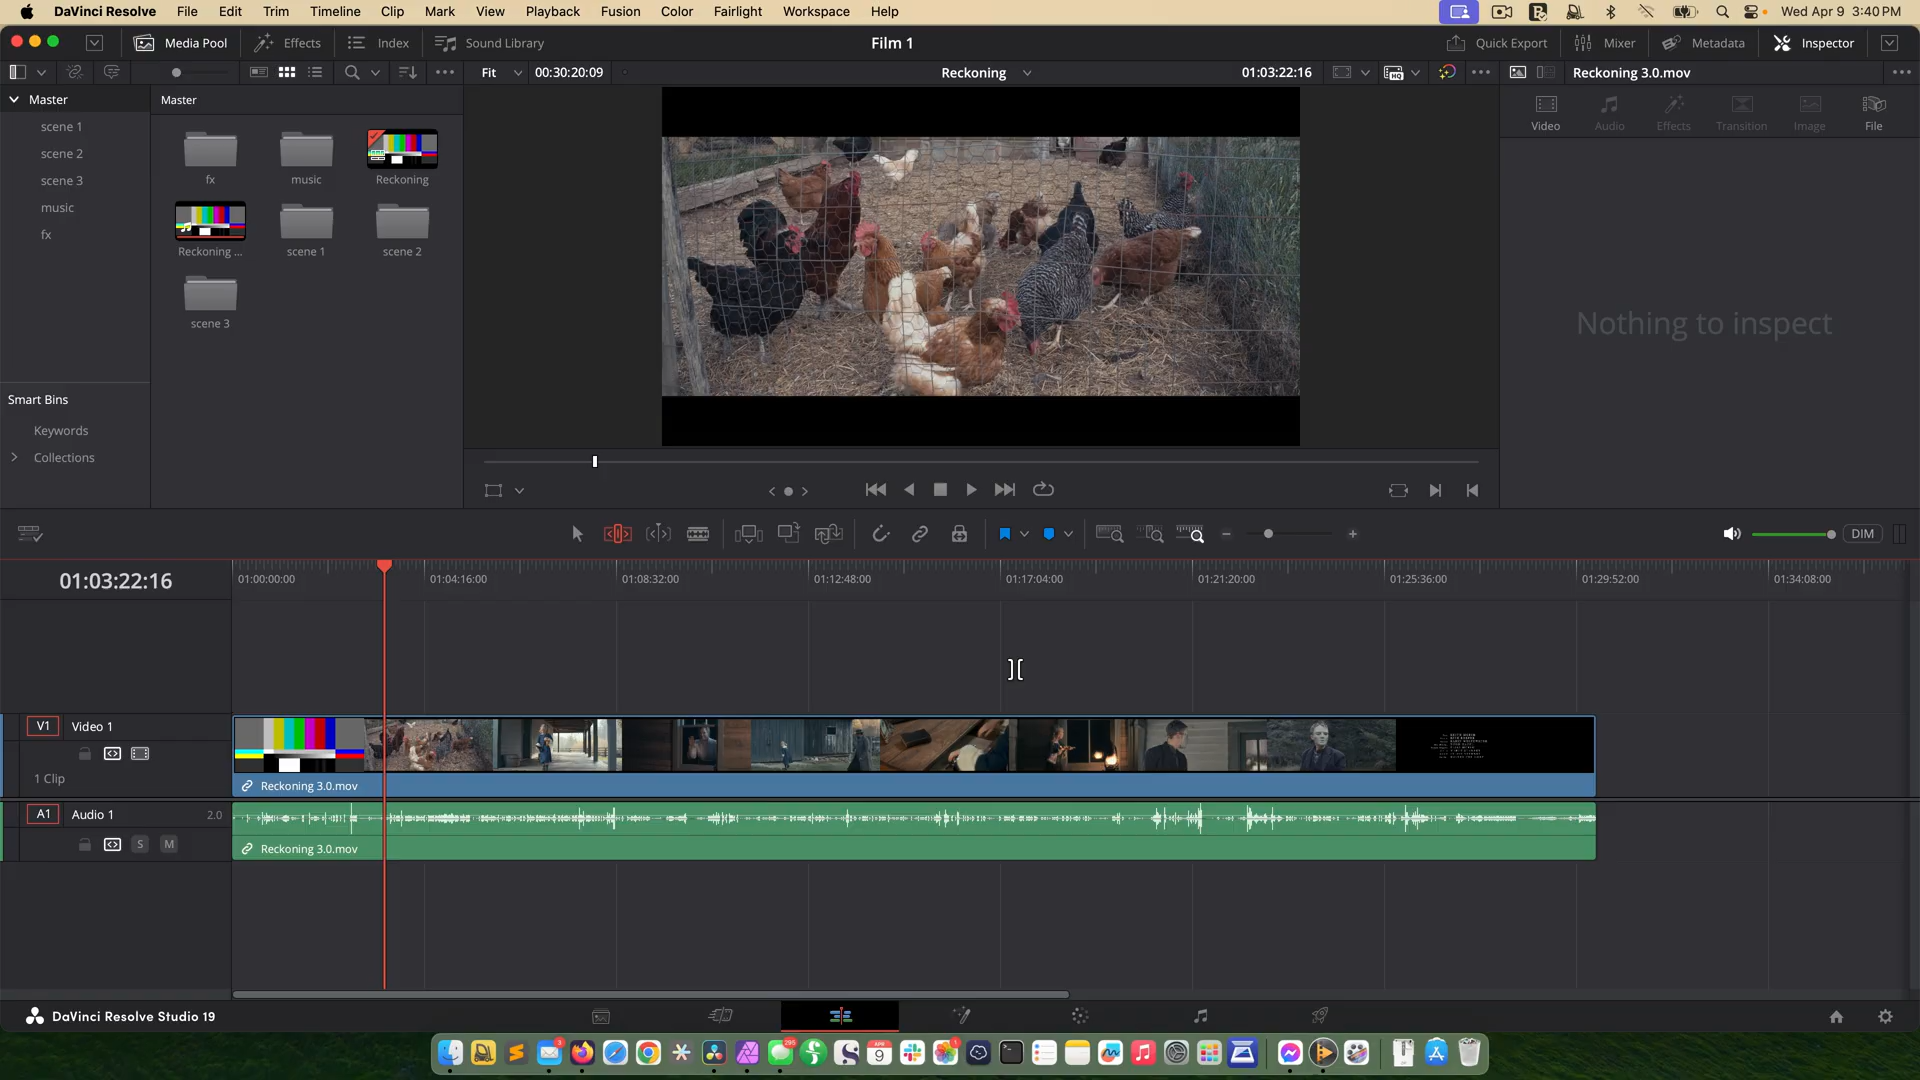 DaVinci Resolve File Edit Trim Timeline Clip Mark View Playback Fusion Color Fairlight Workspace Help Wed Apr 9 3:40 PM
Media Pool Effects Index Sound Library Film 1 Quick Export Mixer Metadata Inspector
Fit 00:30:20:09 Reckoning 01:03:22:16 Reckoning 3.0.mov
Master
scene 1
scene 2
scene 3
music
fx
Smart Bins
Keywords
Collections
Master
fx music Reckoning
Reckoning ... scene 1 scene 2
scene 3
Video Audio Effects Transition Image File
Nothing to inspect
DIM
01:03:22:16
01:00:00:00 01:04:16:00 01:08:32:00 01:12:48:00 01:17:04:00 01:21:20:00 01:25:36:00 01:29:52:00 01:34:08:00
V1 Video 1
1 Clip
Reckoning 3.0.mov
A1 Audio 1 2.0
S M
Reckoning 3.0.mov
DaVinci Resolve Studio 19
3
295
APR
9
1